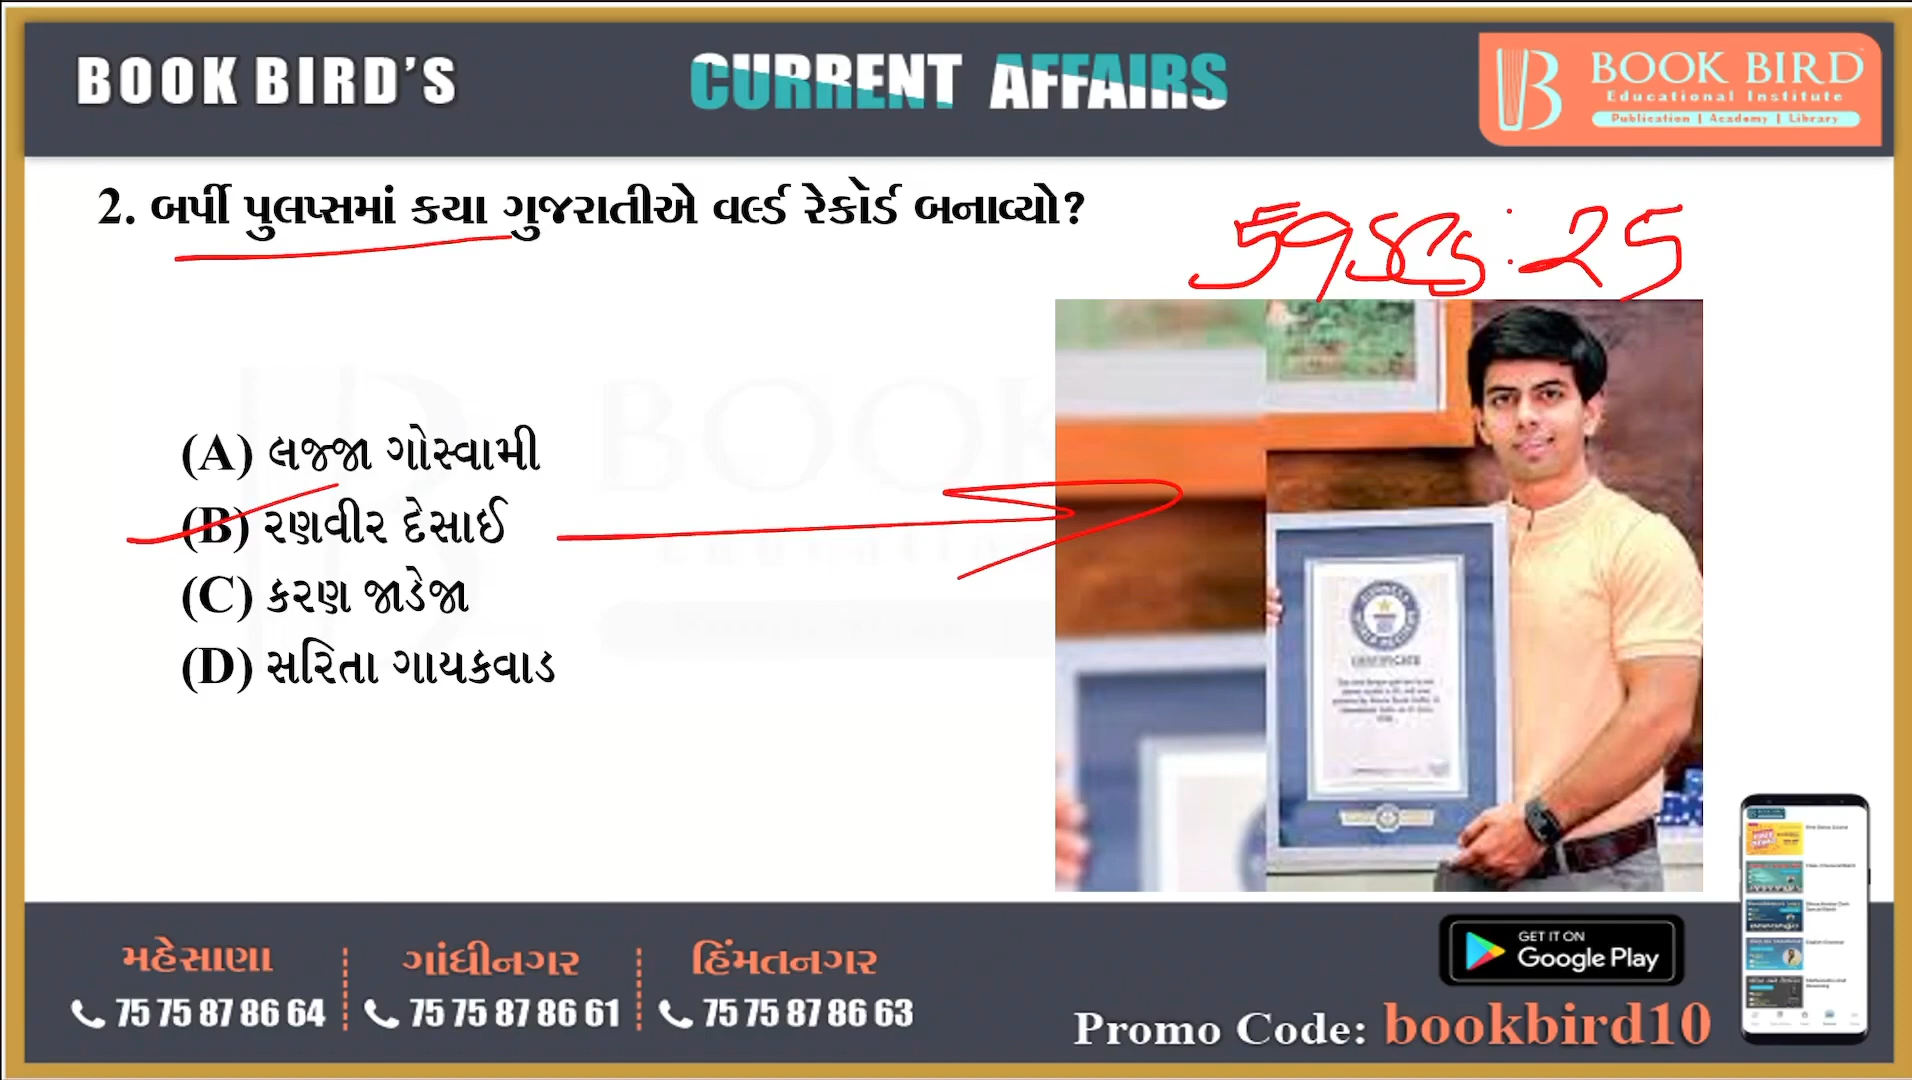 BOOK BIRD'S
CURRENT AFFAIRS
BOOK BIRD
Educational Institute
Publication | Academy | Library
2. બર્પી પુલપ્સમાં કયા ગુજરાતીએ વર્લ્ડ રેકોર્ડ બનાવ્યો?
: 25
(A) લજ્જા ગોસ્વામી
(B) રણવીર દેસાઈ
(C) કરણ જાડેજા
(D) સરિતા ગાયકવાડ
CERTIFICATE
મહેસાણા
75 75 87 86 64
ગાંધીનગર
75 75 87 86 61
હિંમતનગર
75 75 87 86 63
GET IT ON
Google Play
Promo Code: bookbird10